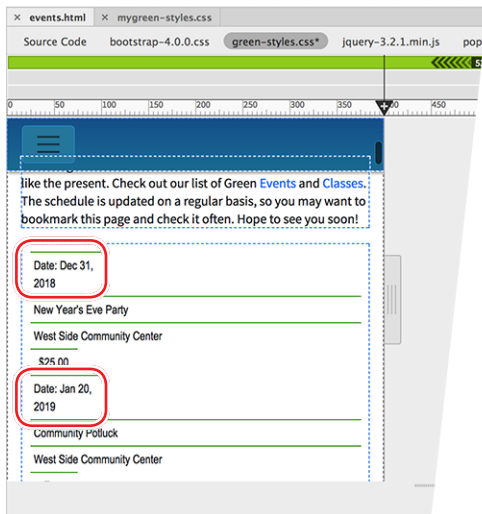 × events.html × mygreen-styles.css
Source Code bootstrap-4.0.0.css green-styles.css* jquery-3.2.1.min.js pop
0 50 100 150 200 250 300 350 00 450
like the present. Check out our list of Green Events and Classes.
The schedule is updated on a regular basis, so you may want to
bookmark this page and check it often. Hope to see you soon!
Date: Dec 31,
2018
New Year's Eve Party
West Side Community Center
$25.00
Date: Jan 20,
2019
Community Potluck
West Side Community Center